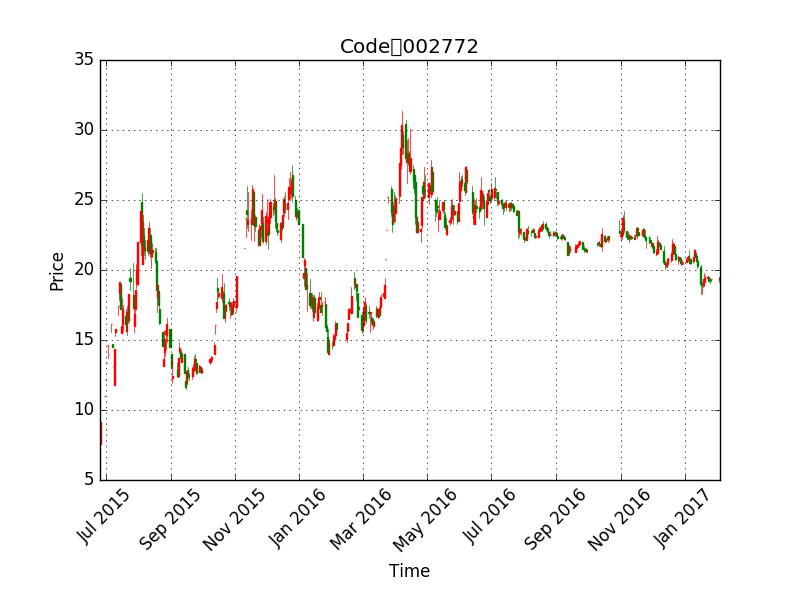 Code▯002772
35
30
25
20
15
10
5
Price
Jul 2015
Sep 2015
Nov 2015
Jan 2016
Mar 2016
May 2016
Jul 2016
Sep 2016
Nov 2016
Jan 2017
Time